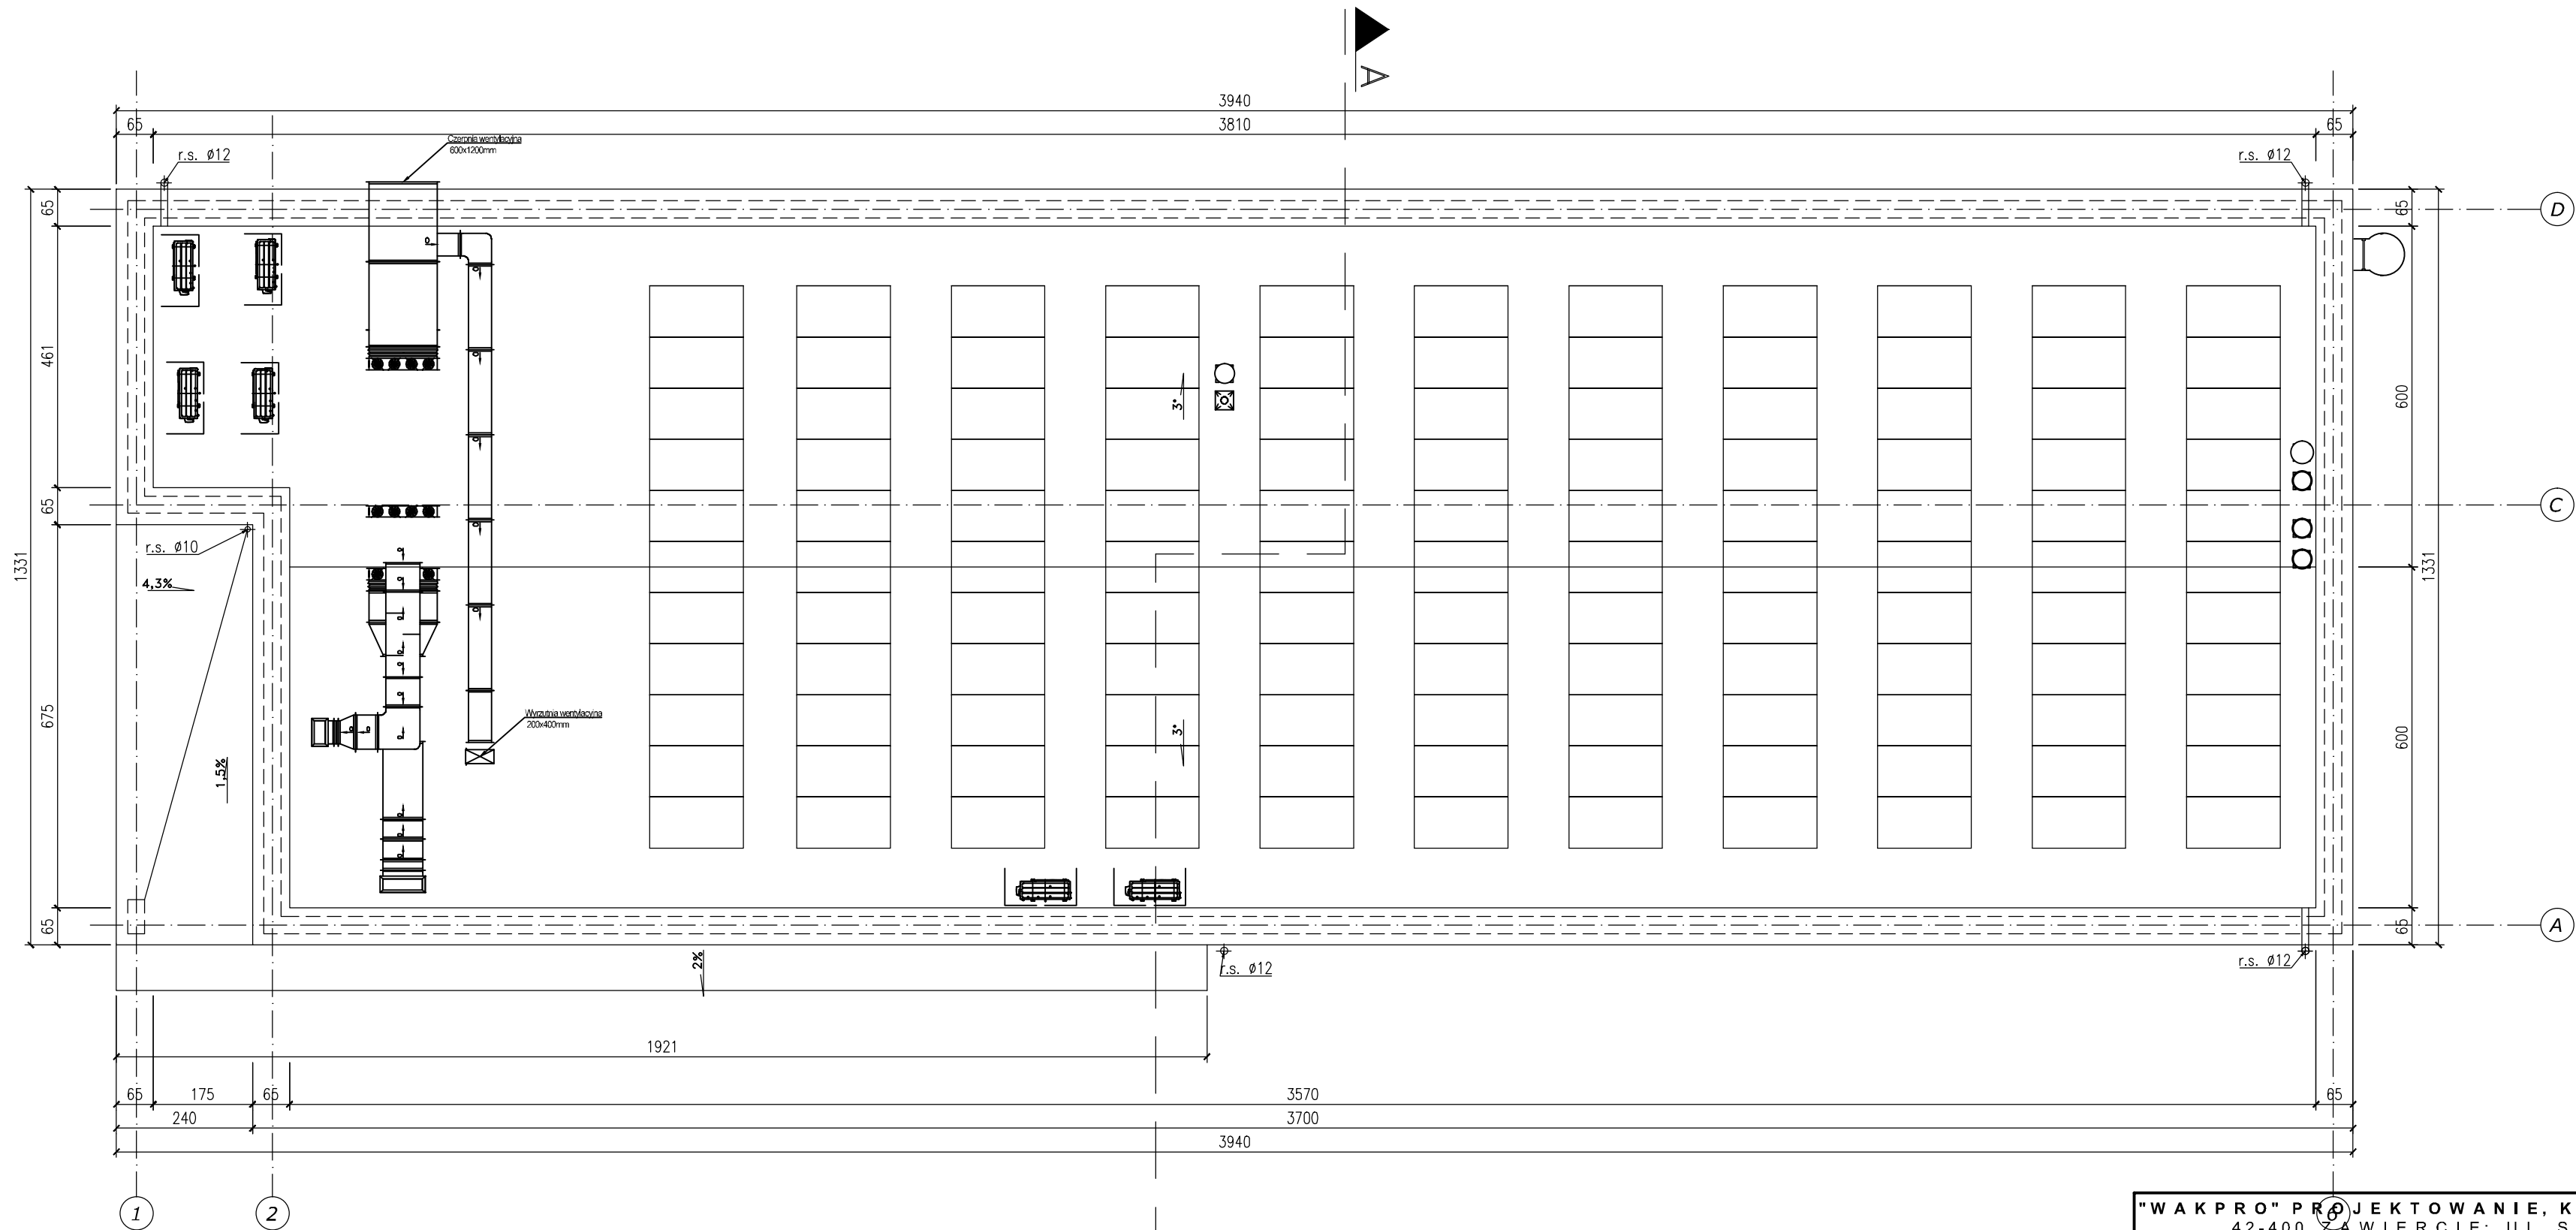 A
3940
65
3810
65
Czerpnia wentylacyjna
600x1200mm
r.s. Ø12
r.s. Ø12
65
65
D
461
600
3°
600
65
C
r.s. Ø10
4,3%
1331
1331
675
Wyrzutnia wentylacyjna
200x400mm
3°
600
1,5%
65
65
A
2%
r.s. Ø12
r.s. Ø12
1921
65
175
65
3570
65
240
3700
3940
1
2
6
"WAKPRO" PROJEKTOWANIE, K
42-400 ZAWIERCIE; UL. S